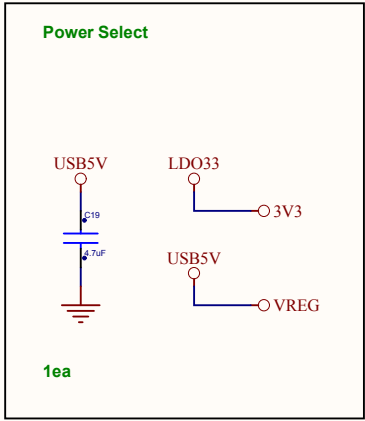 Power Select
USB5V
LDO33
C19
3V3
4.7uF
USB5V
VREG
1ea